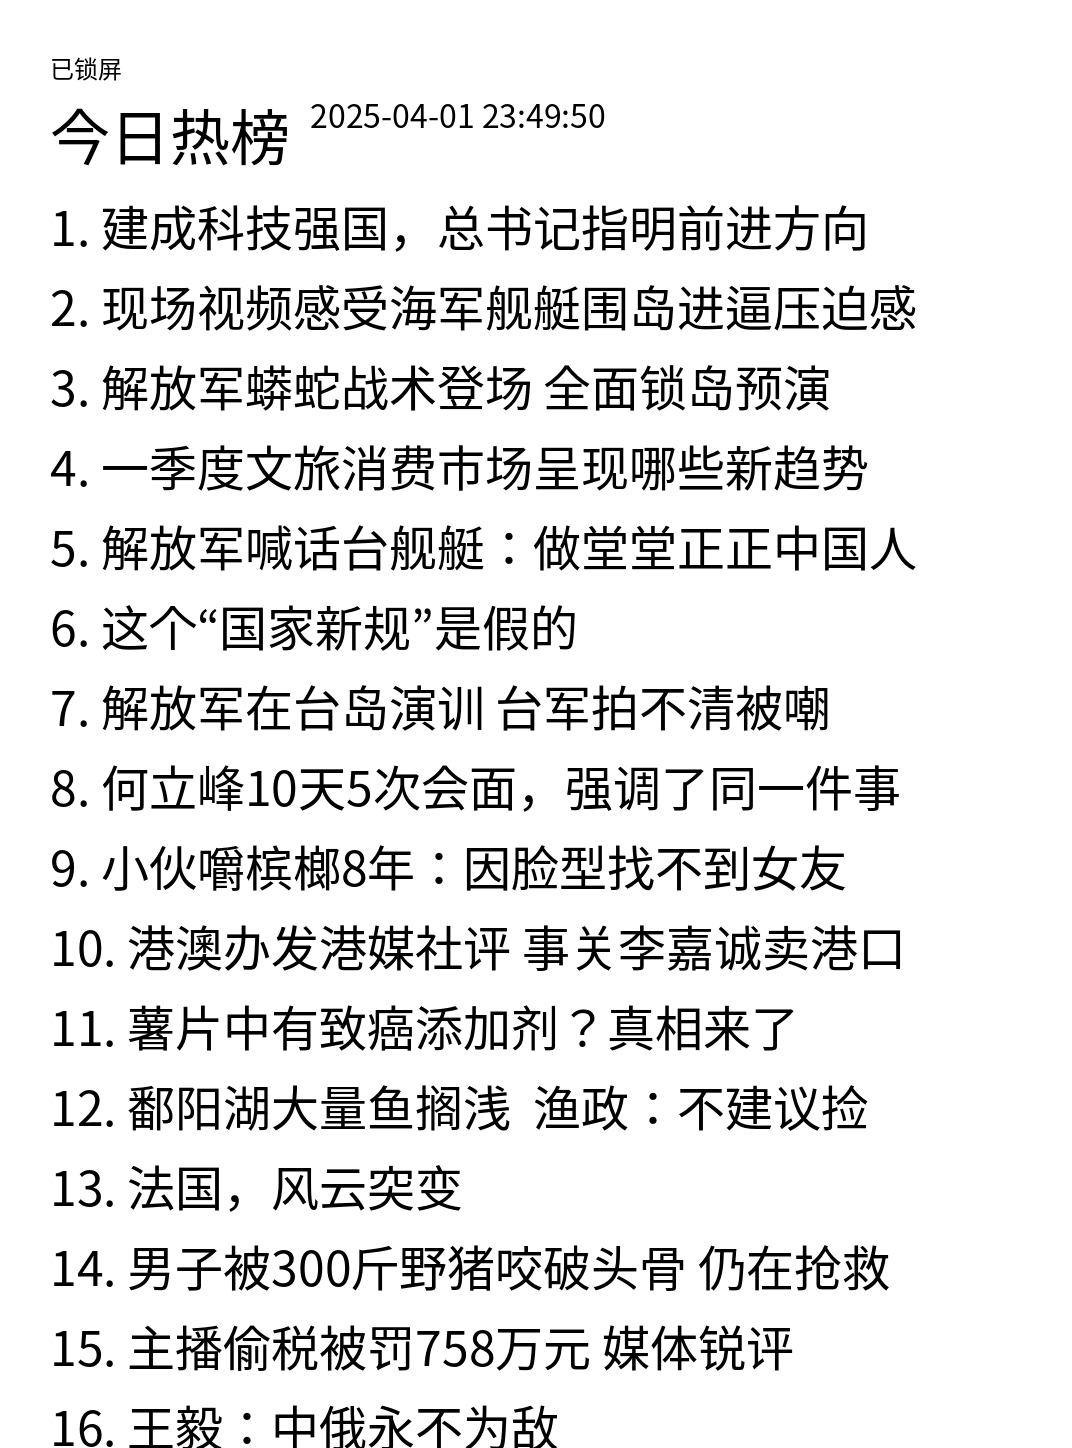 已锁屏
今日热榜 2025-04-01 23:49:50
1. 建成科技强国，总书记指明前进方向
2. 现场视频感受海军舰艇围岛进逼压迫感
3. 解放军蟒蛇战术登场 全面锁岛预演
4. 一季度文旅消费市场呈现哪些新趋势
5. 解放军喊话台舰艇：做堂堂正正中国人
6. 这个“国家新规”是假的
7. 解放军在台岛演训 台军拍不清被嘲
8. 何立峰10天5次会面，强调了同一件事
9. 小伙嚼槟榔8年：因脸型找不到女友
10. 港澳办发港媒社评 事关李嘉诚卖港口
11. 薯片中有致癌添加剂？真相来了
12. 鄱阳湖大量鱼搁浅  渔政：不建议捡
13. 法国，风云突变
14. 男子被300斤野猪咬破头骨 仍在抢救
15. 主播偷税被罚758万元 媒体锐评
16. 王毅：中俄永不为敌